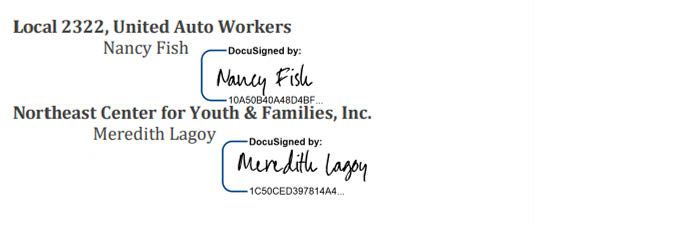 Local 2322, United Auto Workers
Nancy Fish
DocuSigned by:
Nancy Fish
10A50B40A48D4BF...
Northeast Center for Youth & Families, Inc.
Meredith Lagoy
DocuSigned by:
Meredith Lagoy
1C50CED397814A4...